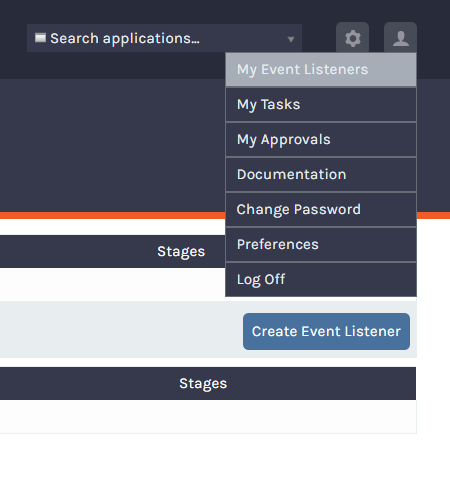 Search applications...
My Event Listeners
My Tasks
My Approvals
Documentation
Change Password
Preferences
Log Off
Stages
Create Event Listener
Stages